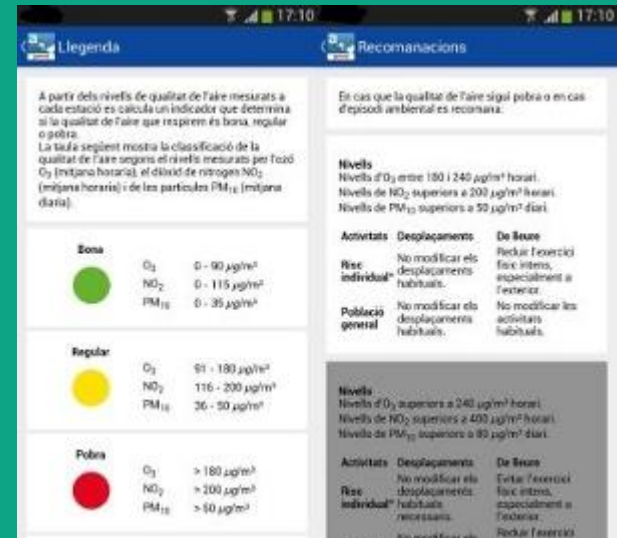 17:10
Llegenda
A partir dels nivells de qualitat de l'aire mesurats a
cada estació es calcula un indicador que determina
si la qualitat de l'aire que respirem és bona, regular
o pobra.
La taula següent mostra la classificació de la
qualitat de l'aire segons el nivells mesurats per l'ozó
O₃ (mitjana horaria), el diòxid de nitrogen NO₂
(mitjana horaria) i de les partícules PM₁₀ (mitjana
diaria).
Bona
O₃ 0 - 90 µg/m³
NO₂ 0 - 115 µg/m³
PM₁₀ 0 - 35 µg/m³
Regular
O₃ 91 - 180 µg/m³
NO₂ 116 - 200 µg/m³
PM₁₀ 36 - 50 µg/m³
Pobra
O₃ > 180 µg/m³
NO₂ > 200 µg/m³
PM₁₀ > 50 µg/m³
17:10
Recomanacions
En cas que la qualitat de l'aire sigui pobra o en cas
d'episodi ambiental es recomana:
Nivells
Nivells d'O₃ entre 180 i 240 µg/m³ horari.
Nivells de NO₂ superiors a 200 µg/m³ horari.
Nivells de PM₁₀ superiors a 50 µg/m³ diari.
Activitats Desplaçaments De lleure
Risc individual* No modificar els desplaçaments habituals. Reduir l'exercici físic intens, especialment a l'exterior.
Població general No modificar els desplaçaments habituals. No modificar les activitats habituals.
Nivells
Nivells d'O₃ superiors a 240 µg/m³ horari.
Nivells de NO₂ superiors a 400 µg/m³ horari.
Nivells de PM₁₀ superiors a 80 µg/m³ diari.
Activitats Desplaçaments De lleure
Risc individual* No modificar els desplaçaments habituals necessaris. Evitar l'exercici físic intens, especialment a l'exterior.
No modificar els Reduir l'exercici